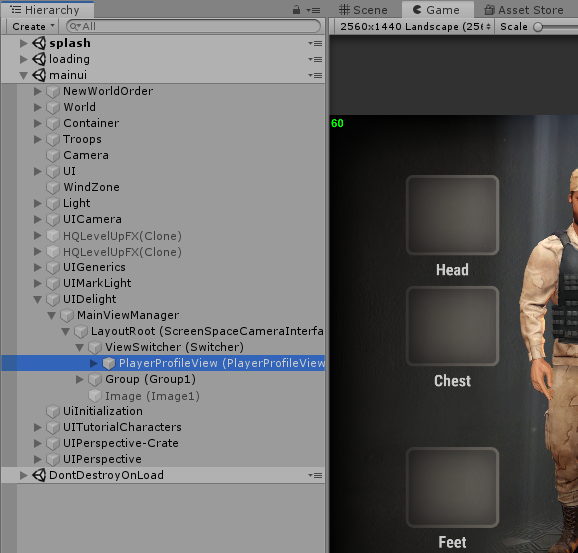 Hierarchy
Scene
Game
Asset Store
Create
All
2560x1440 Landscape (256
Scale
splash
loading
mainui
NewWorldOrder
World
Container
Troops
Camera
UI
WindZone
Light
UICamera
HQLevelUpFX(Clone)
HQLevelUpFX(Clone)
UIGenerics
UIMarkLight
UIDelight
MainViewManager
LayoutRoot (ScreenSpaceCameraInterfa
ViewSwitcher (Switcher)
PlayerProfileView (PlayerProfileView
Group (Group1)
Image (Image1)
UiInitialization
UITutorialCharacters
UIPerspective-Crate
UIPerspective
DontDestroyOnLoad
60
Head
Chest
Feet